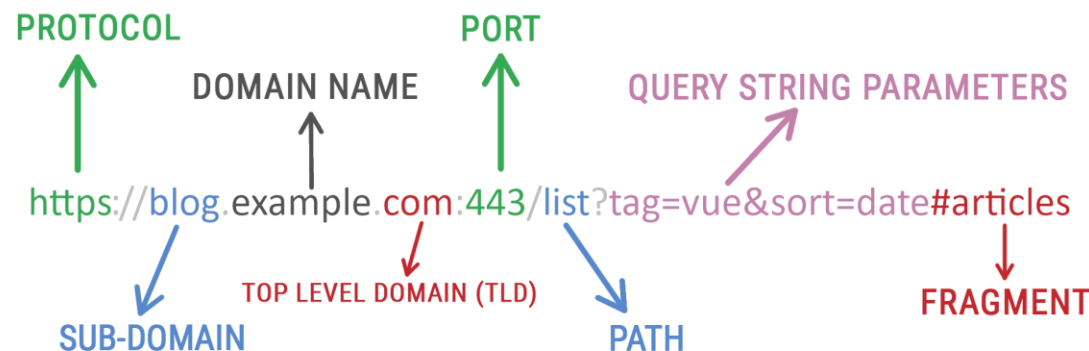 PROTOCOL
PORT
DOMAIN NAME
QUERY STRING PARAMETERS
https://blog.example.com:443/list?tag=vue&sort=date#articles
TOP LEVEL DOMAIN (TLD)
FRAGMENT
SUB-DOMAIN
PATH